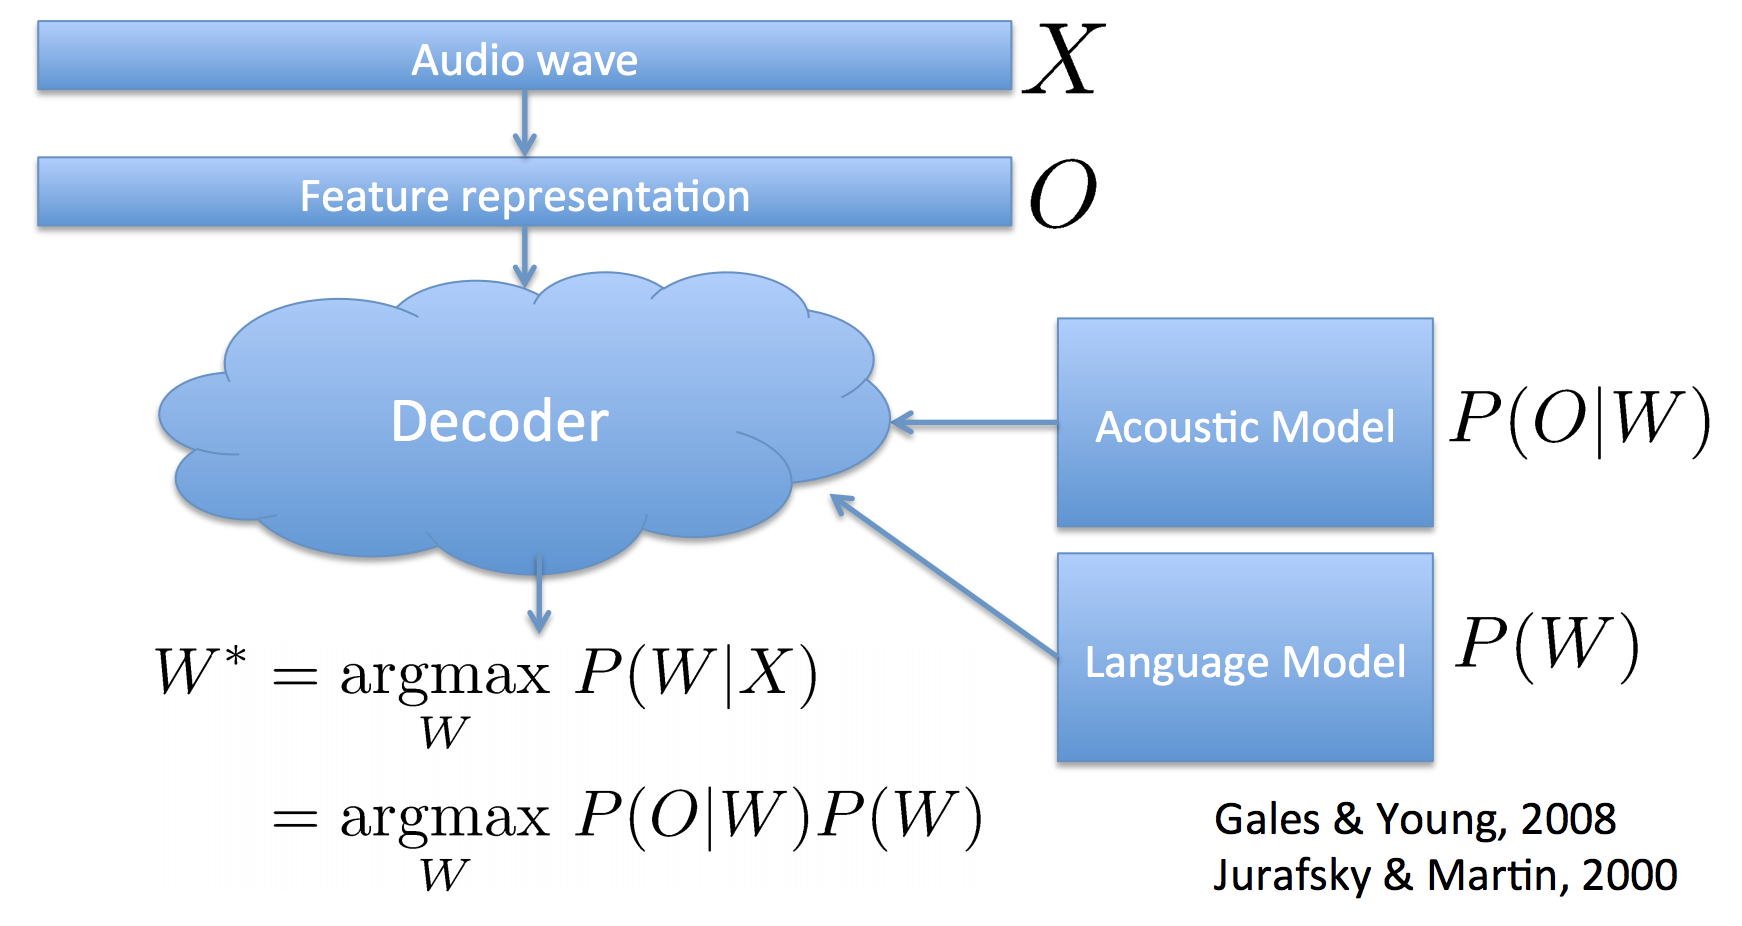 Audio wave
X
Feature representation
O
Decoder
Acoustic Model
P(O|W)
Language Model
P(W)
W* = argmax P(W|X)
W
= argmax P(O|W)P(W)
W
Gales & Young, 2008
Jurafsky & Martin, 2000